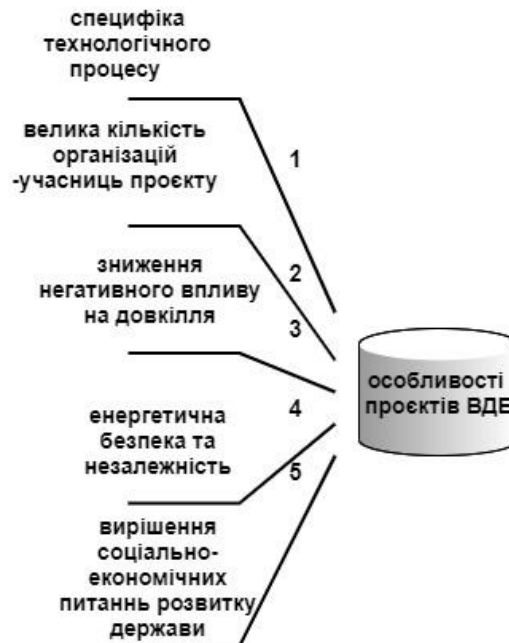 специфіка
технологічного
процесу
велика кількість
організацій
-учасниць проєкту
1
зниження
негативного впливу
на довкілля
2
3
особливості
проєктів ВДЕ
енергетична
безпека та
незалежність
4
5
вирішення
соціально-
економічних
питаннь розвитку
держави